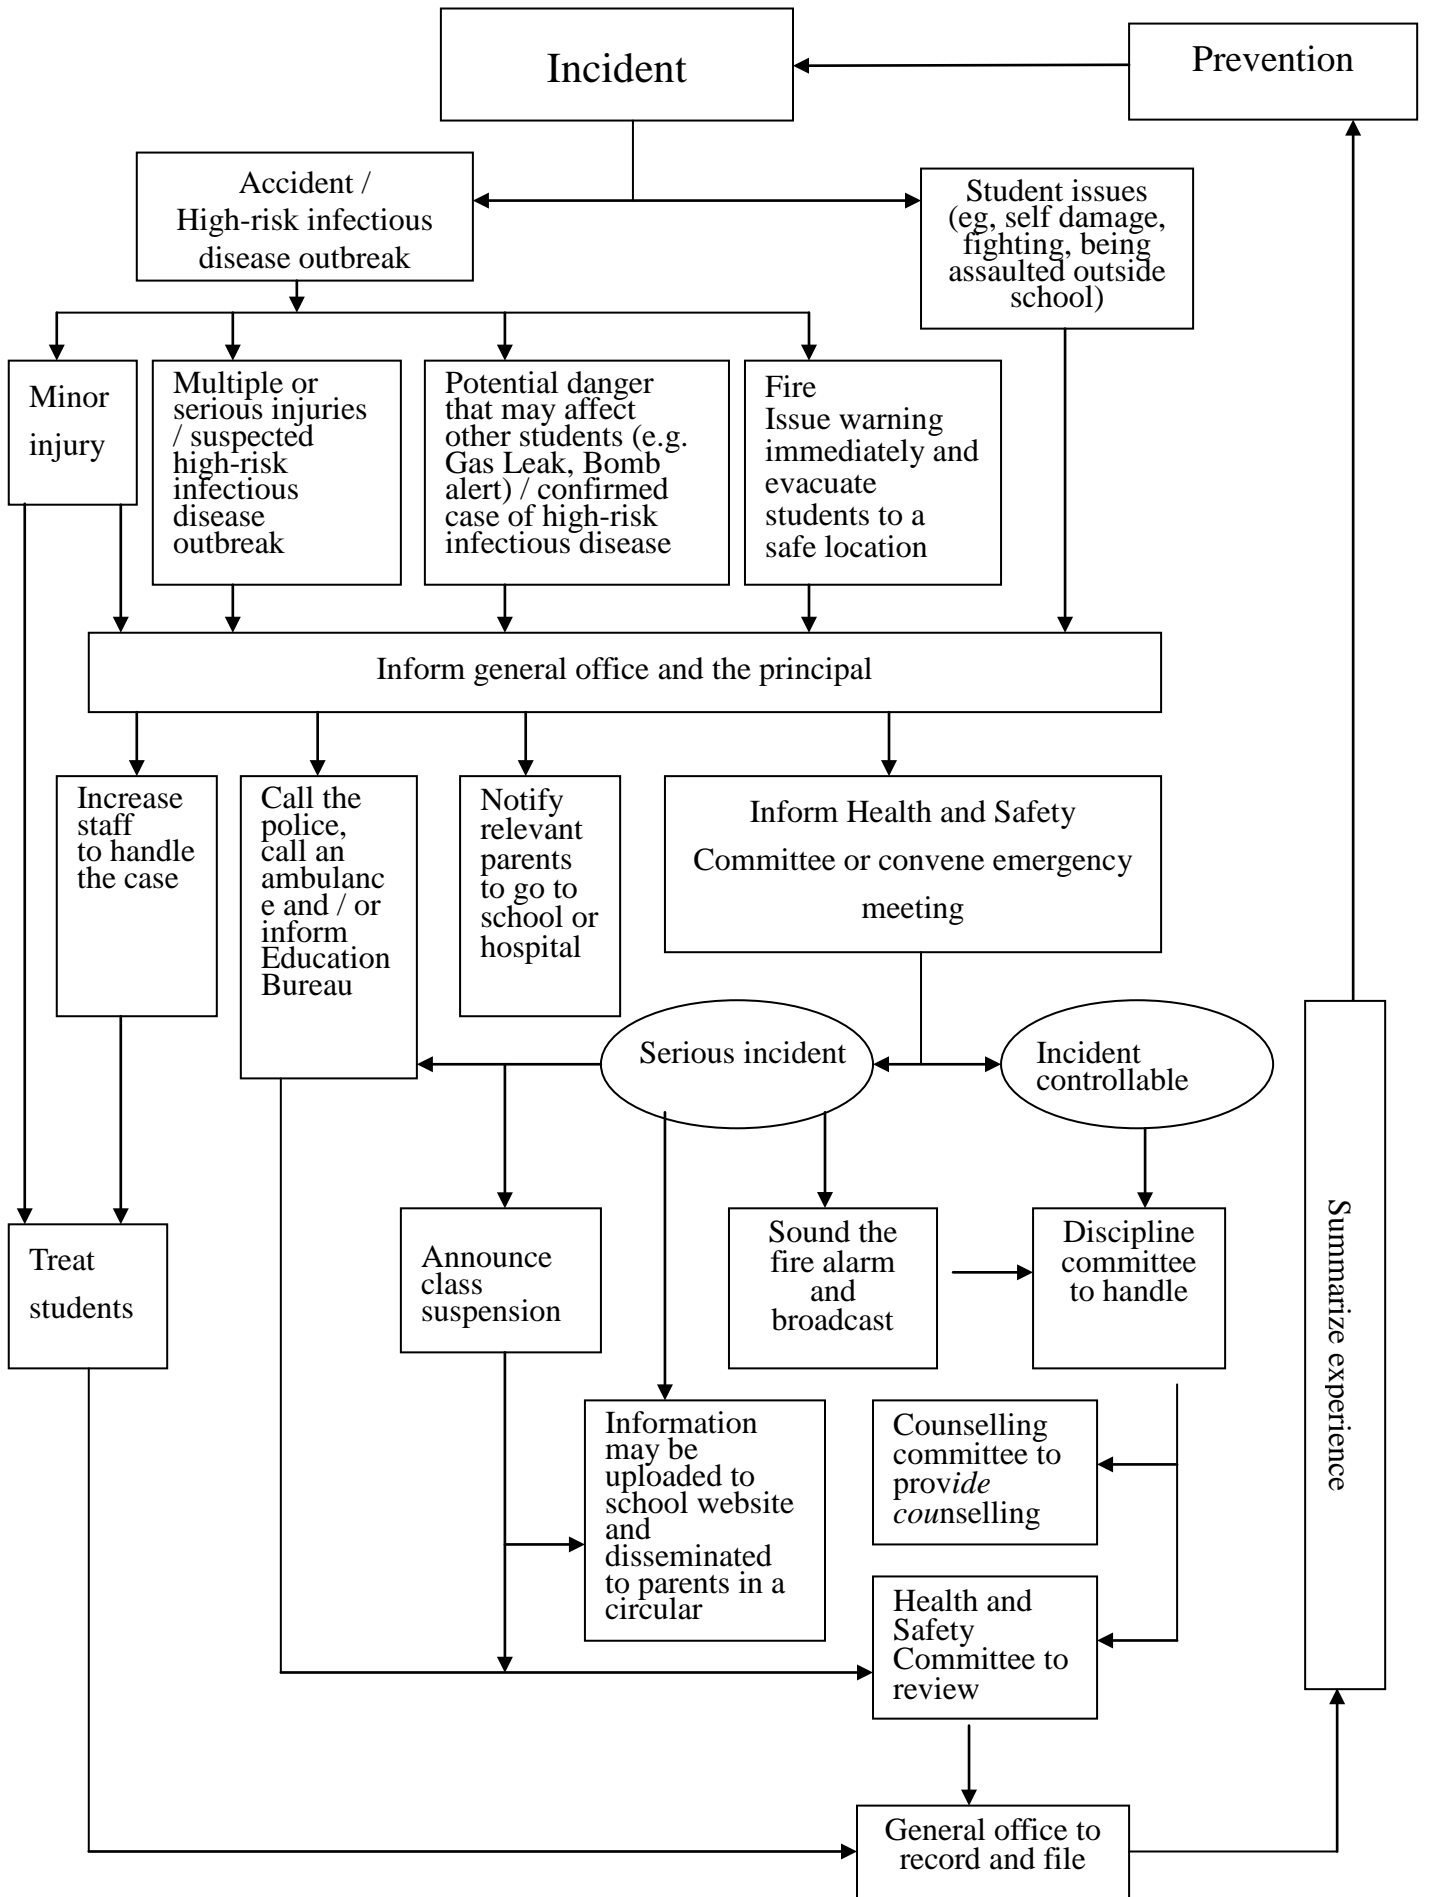 Incident
Prevention
Accident /
High-risk infectious
disease outbreak
Student issues
(eg, self damage,
fighting, being
assaulted outside
school)
Minor
injury
Multiple or
serious injuries
/ suspected
high-risk
infectious
disease
outbreak
Potential danger
that may affect
other students (e.g.
Gas Leak, Bomb
alert) / confirmed
case of high-risk
infectious disease
Fire
Issue warning
immediately and
evacuate
students to a
safe location
Inform general office and the principal
Increase
staff
to handle
the case
Call the
police,
call an
ambulanc
e and / or
inform
Education
Bureau
Notify
relevant
parents
to go to
school or
hospital
Inform Health and Safety
Committee or convene emergency
meeting
Serious incident
Incident
controllable
Treat
students
Announce
class
suspension
Sound the
fire alarm
and
broadcast
Discipline
committee
to handle
Summarize experience
Information
may be
uploaded to
school website
and
disseminated
to parents in a
circular
Counselling
committee to
provide
counselling
Health and
Safety
Committee to
review
General office to
record and file